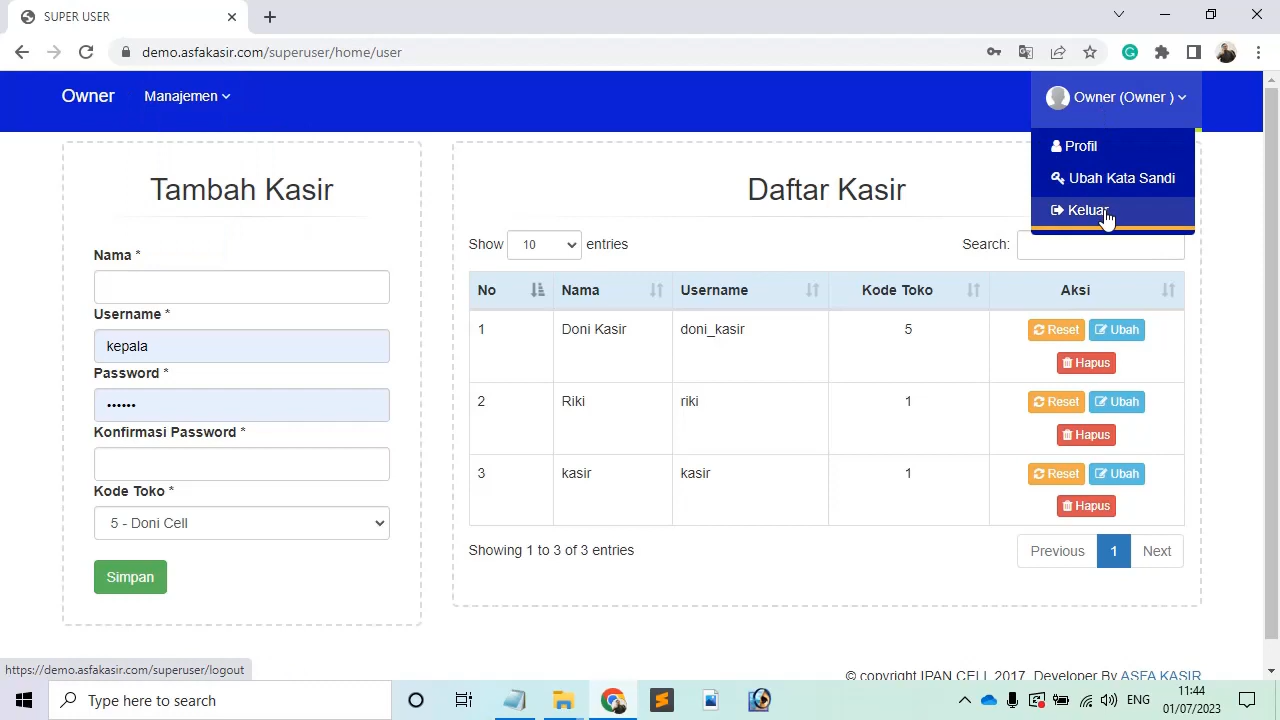 SUPER USER
demo.asfakasir.com/superuser/home/user
Owner
Manajemen
Owner (Owner )
Profil
Ubah Kata Sandi
Keluar
Tambah Kasir
Nama *
Username *
kepala
Password *
••••••
Konfirmasi Password *
Kode Toko *
5 - Doni Cell
Simpan
Daftar Kasir
Show 10 entries
Search:
No Nama Username Kode Toko Aksi
1 Doni Kasir doni_kasir 5 Reset Ubah
Hapus
2 Riki riki 1 Reset Ubah
Hapus
3 kasir kasir 1 Reset Ubah
Hapus
Showing 1 to 3 of 3 entries
Previous 1 Next
https://demo.asfakasir.com/superuser/logout
© copyright IPAN CELL 2017. Developer By ASFA KASIR
Type here to search
ENG
11:44
01/07/2023